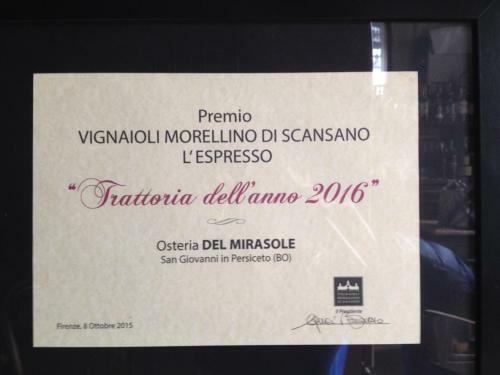 Premio
VIGNAIOLI MORELLINO DI SCANSANO
L'ESPRESSO
"Trattoria dell'anno 2016"
Osteria DEL MIRASOLE
San Giovanni in Persiceto (BO)
Il Presidente
Firenze, 8 Ottobre 2015